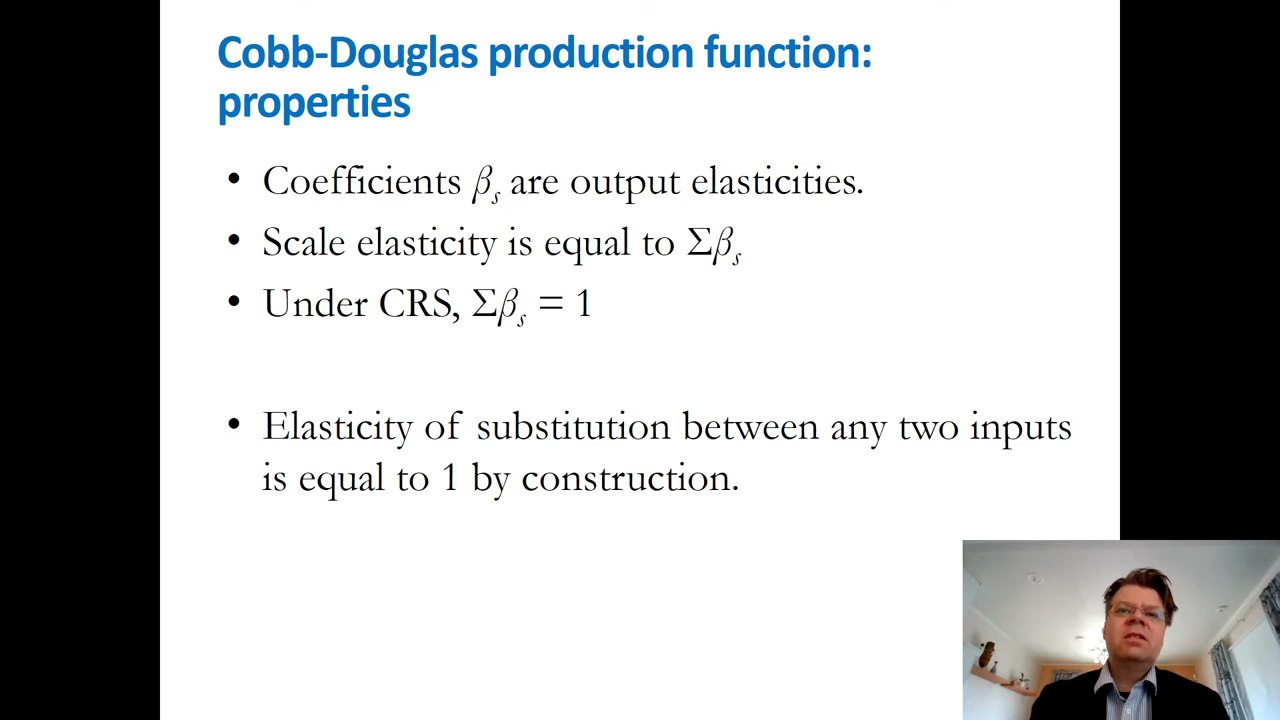 Cobb-Douglas production function:
properties
• Coefficients βs are output elasticities.
• Scale elasticity is equal to Σβs
• Under CRS, Σβs = 1
• Elasticity of substitution between any two inputs
is equal to 1 by construction.